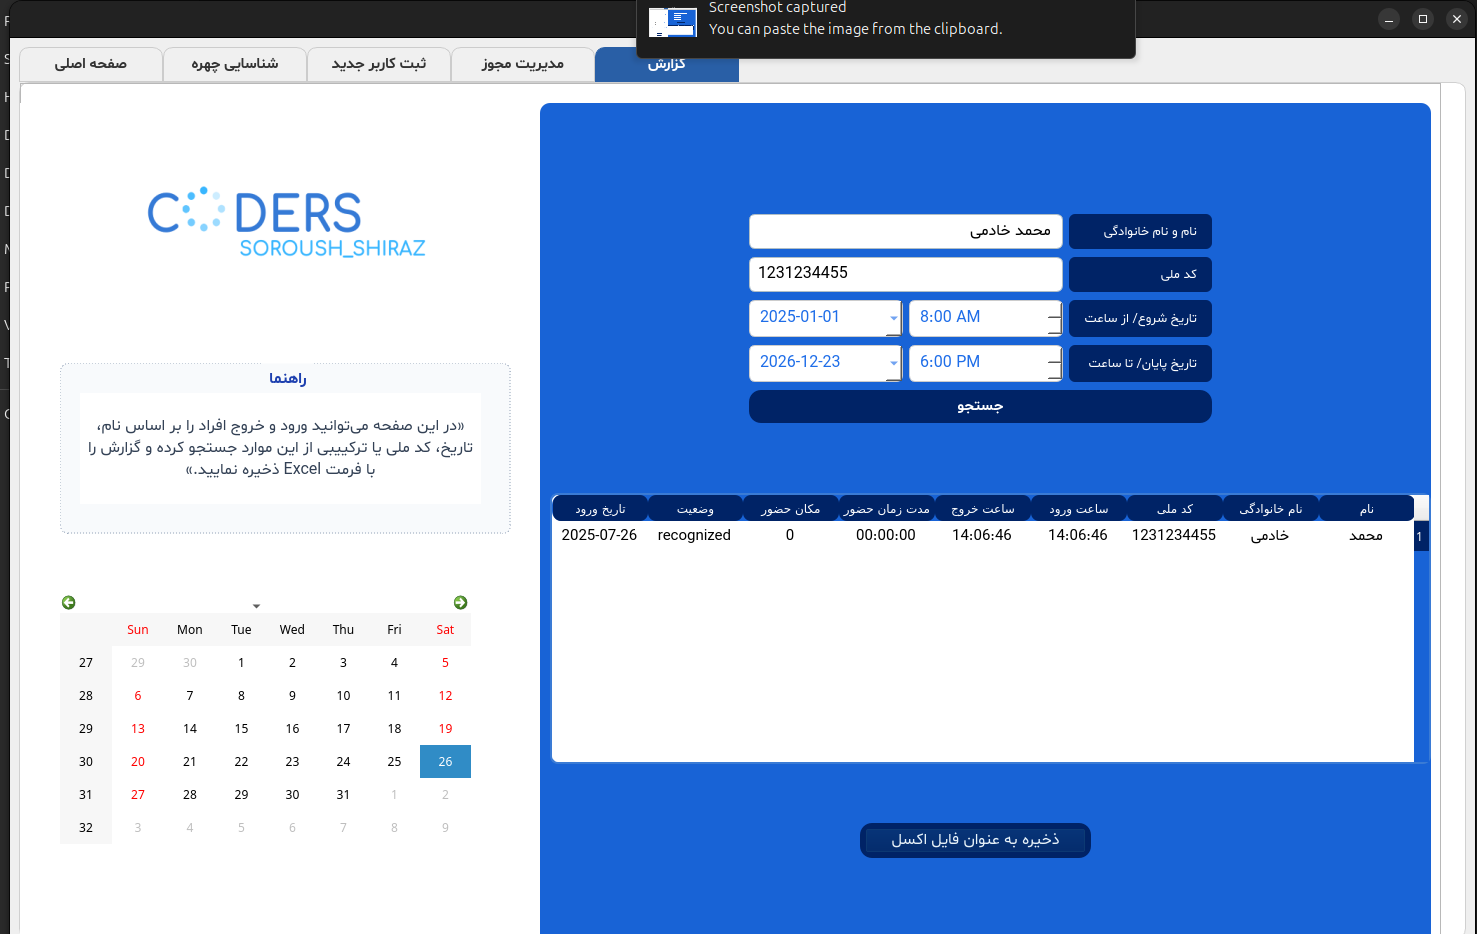 Screenshot captured
You can paste the image from the clipboard.
صفحه اصلی
شناسایی چهره
ثبت کاربر جدید
مدیریت مجوز
گزارش
CODERS
SOROUSH_SHIRAZ
نام و نام خانوادگی
محمد خادمی
کد ملی
1231234455
تاریخ شروع/ از ساعت
8:00 AM
2025-01-01
تاریخ پایان/ تا ساعت
6:00 PM
2026-12-23
جستجو
راهنما
«در این صفحه می‌توانید ورود و خروج افراد را بر اساس نام،
تاریخ، کد ملی یا ترکیبیی از این موارد جستجو کرده و گزارش را
با فرمت Excel ذخیره نمایید.»
نام نام خانوادگی کد ملی ساعت ورود ساعت خروج مدت زمان حضور مکان حضور وضعیت تاریخ ورود
1 محمد خادمی 1231234455 14:06:46 14:06:46 00:00:00 0 recognized 2025-07-26
Sun Mon Tue Wed Thu Fri Sat
27 29 30 1 2 3 4 5
28 6 7 8 9 10 11 12
29 13 14 15 16 17 18 19
30 20 21 22 23 24 25 26
31 27 28 29 30 31 1 2
32 3 4 5 6 7 8 9
ذخیره به عنوان فایل اکسل